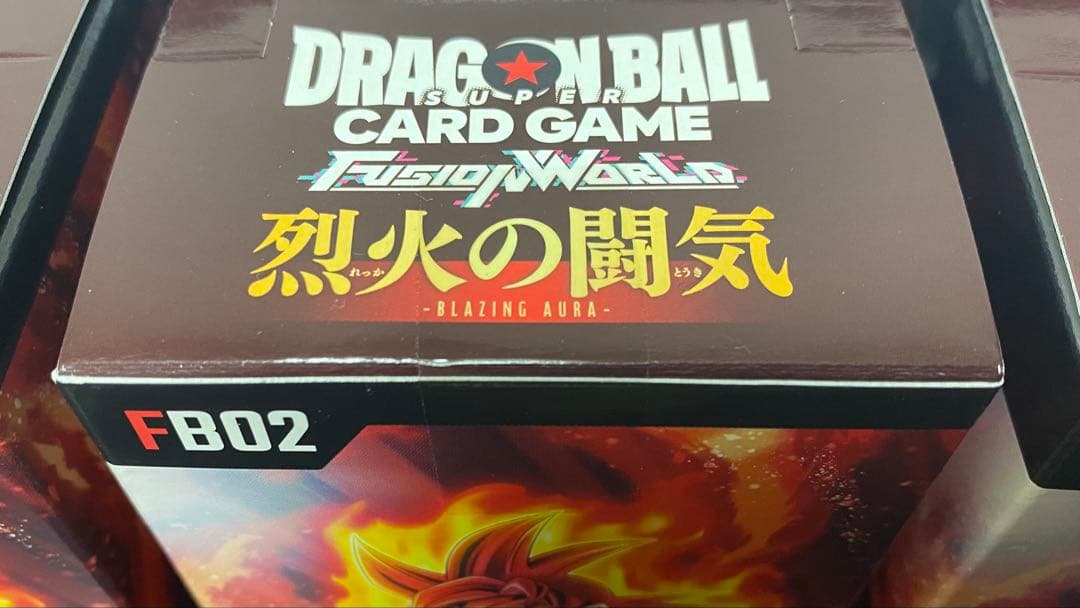 DRAGON BALL
SUPER
CARD GAME
FUSION WORLD
烈火の闘気
れっか とうき
-BLAZING AURA-
FB02